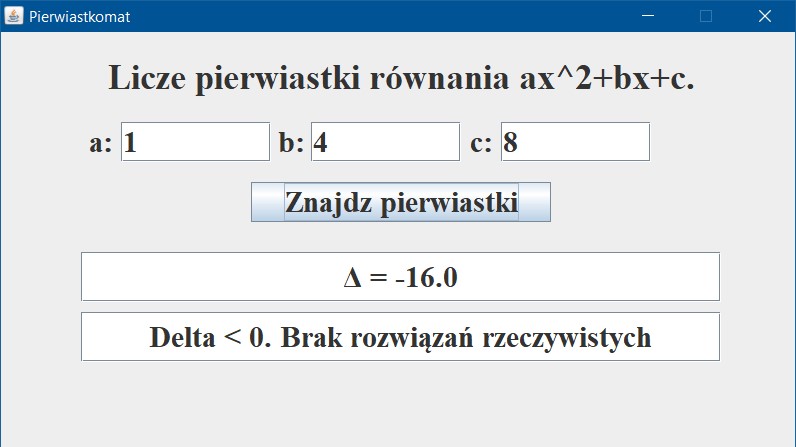 Pierwiastkomat
Licze pierwiastki równania ax^2+bx+c.
a: 1 b: 4 c: 8
Znajdz pierwiastki
Δ = -16.0
Delta < 0. Brak rozwiązań rzeczywistych